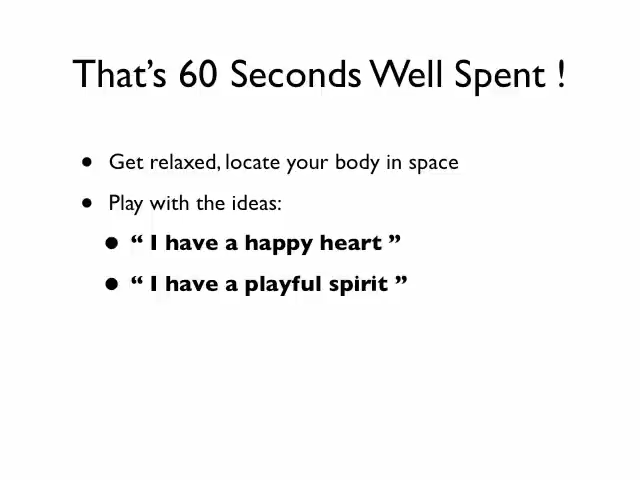 That's 60 Seconds Well Spent !
• Get relaxed, locate your body in space
• Play with the ideas:
• “ I have a happy heart ”
• “ I have a playful spirit ”